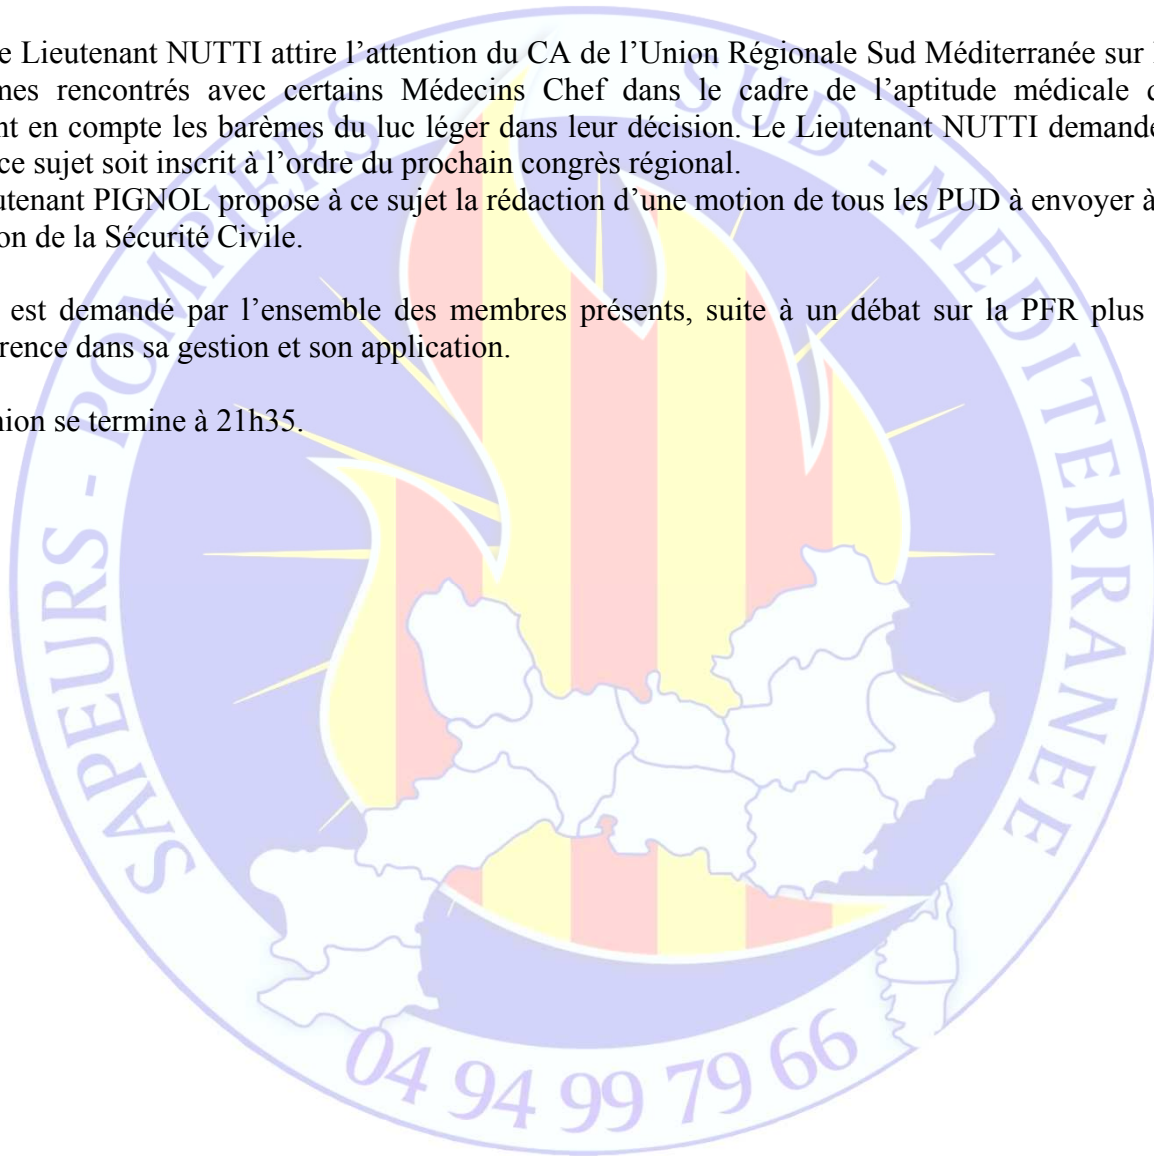 e Lieutenant NUTTI attire l’attention du CA de l’Union Régionale Sud Méditerranée sur
mes rencontrés avec certains Médecins Chef dans le cadre de l’aptitude médicale
nt en compte les barèmes du luc léger dans leur décision. Le Lieutenant NUTTI demande
ce sujet soit inscrit à l’ordre du prochain congrès régional.
utenant PIGNOL propose à ce sujet la rédaction d’une motion de tous les PUD à envoyer à
on de la Sécurité Civile.
est demandé par l’ensemble des membres présents, suite à un débat sur la PFR plus
rence dans sa gestion et son application.
nion se termine à 21h35.
SAPEURS - POMPIERS SUD - MEDITERRANEE
04 94 99 79 66